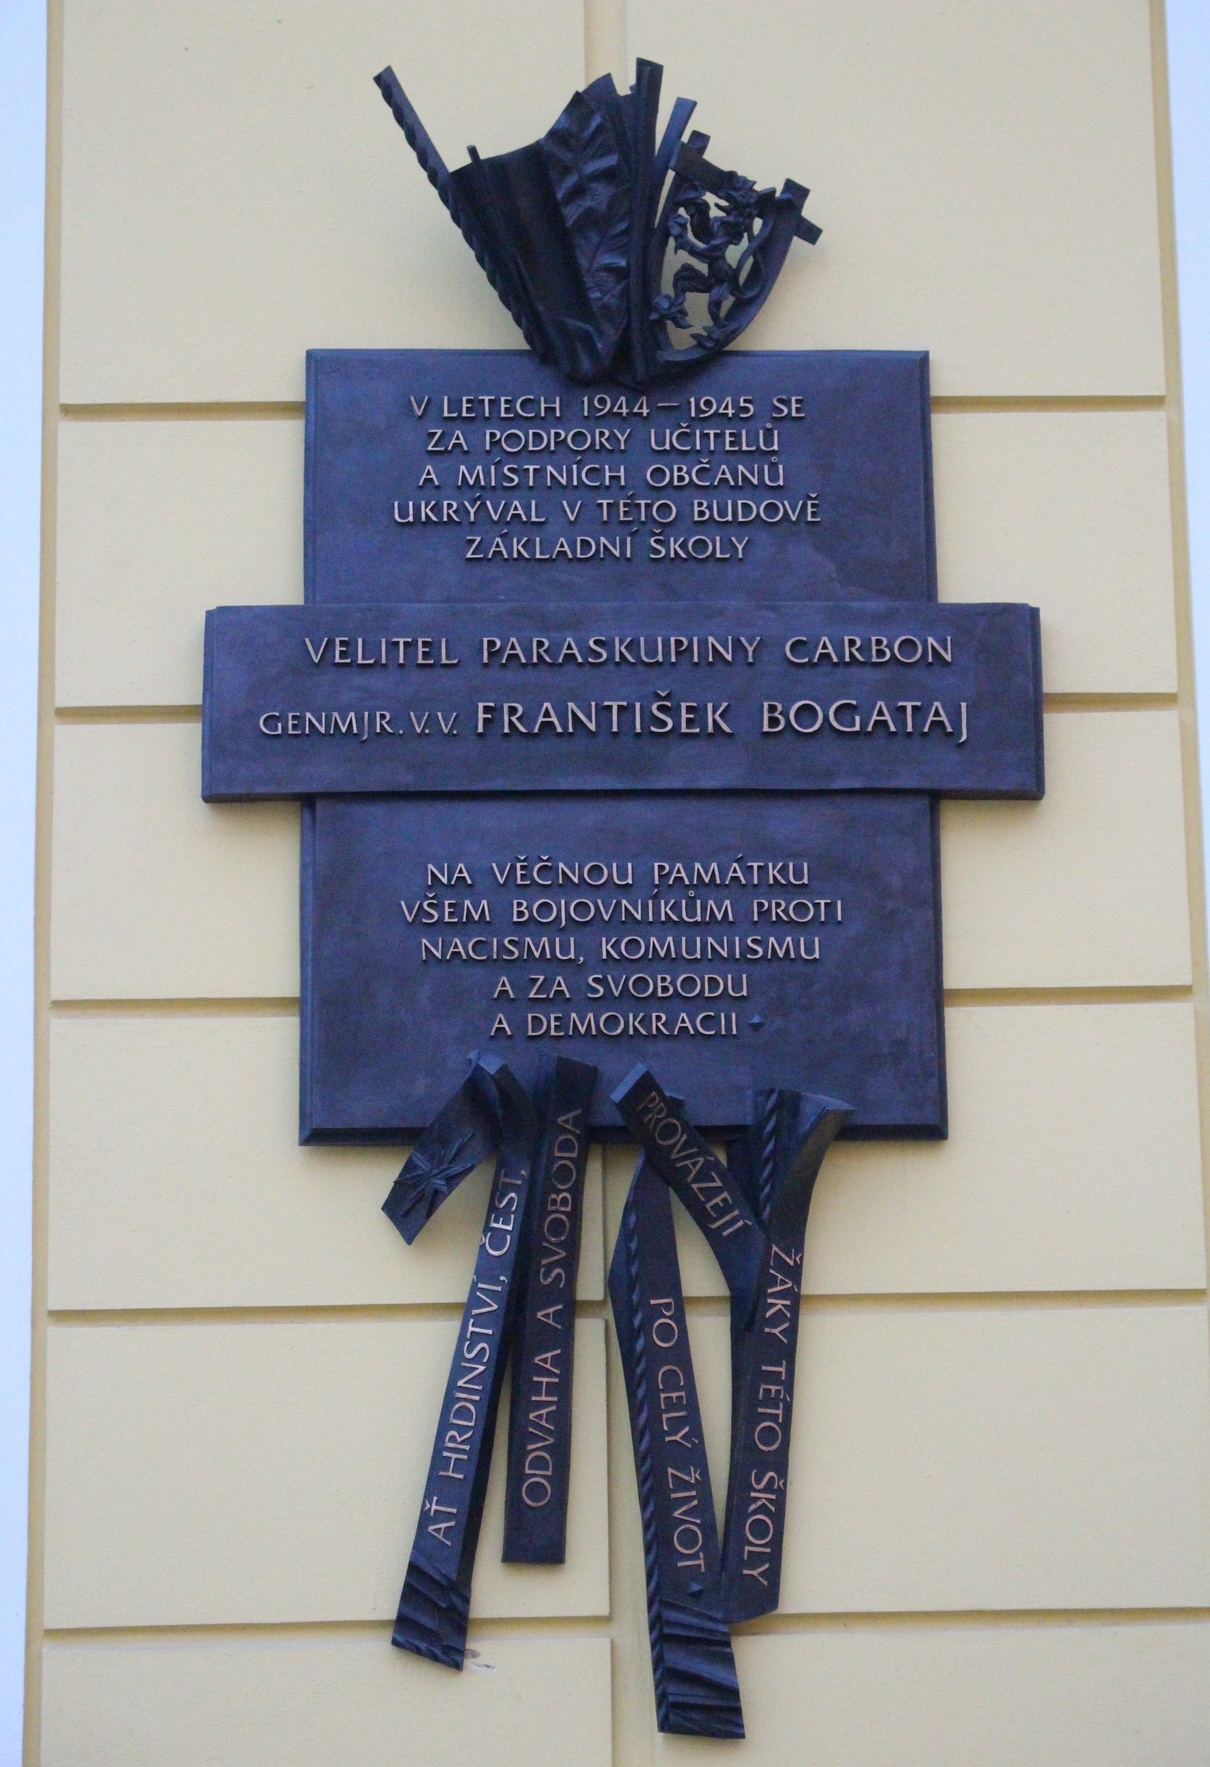 V LETECH 1944–1945 SE
ZA PODPORY UČITELŮ
A MÍSTNÍCH OBČANŮ
UKRÝVAL V TÉTO BUDOVĚ
ZÁKLADNÍ ŠKOLY
VELITEL PARASKUPINY CARBON
GENMJR. V.V. FRANTIŠEK BOGATAJ
NA VĚČNOU PAMÁTKU
VŠEM BOJOVNÍKŮM PROTI
NACISMU, KOMUNISMU
A ZA SVOBODU
A DEMOKRACII
AŤ HRDINSTVÍ, ČEST,
ODVAHA A SVOBODA
PROVÁZEJÍ
ŽÁKY TÉTO ŠKOLY
PO CELÝ ŽIVOT